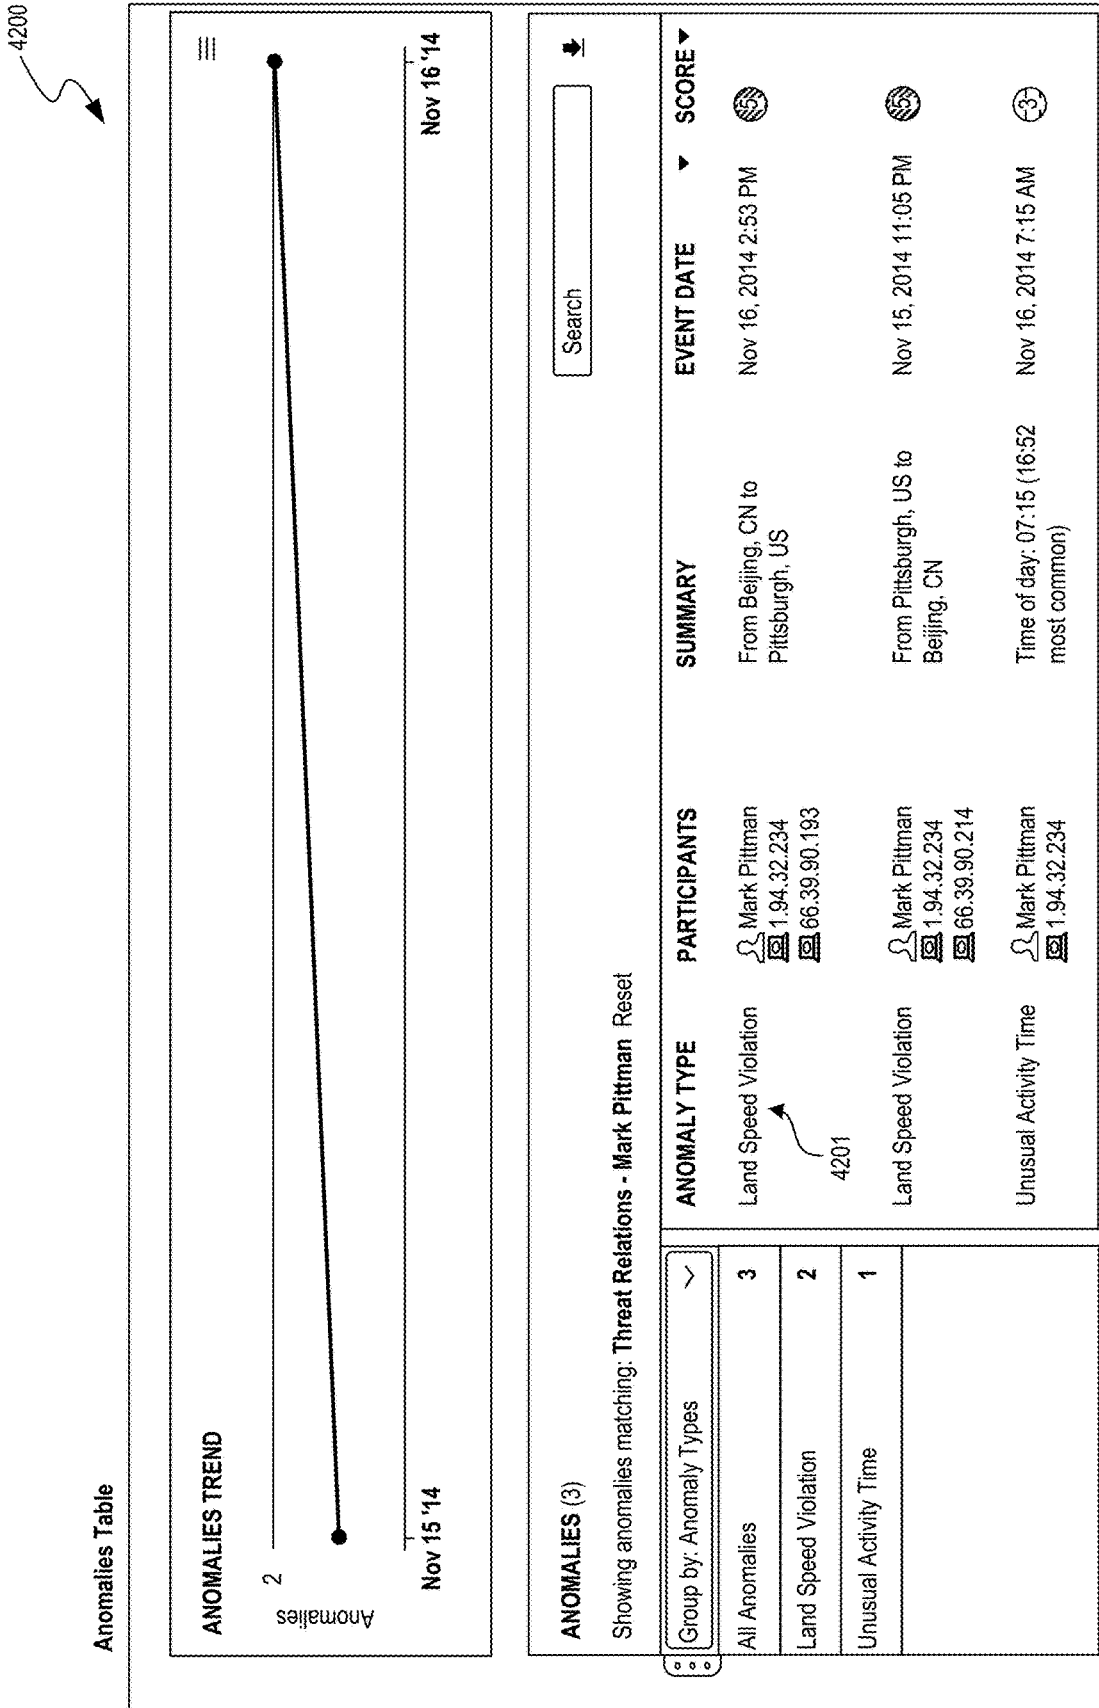 4200
Anomalies Table
ANOMALIES TREND
2
Anomalies
Nov 15 '14
Nov 16 '14
ANOMALIES (3)
Search
Showing anomalies matching: Threat Relations - Mark Pittman Reset
Group by: Anomaly Types
All Anomalies 3
Land Speed Violation 2
Unusual Activity Time 1
ANOMALY TYPE PARTICIPANTS SUMMARY EVENT DATE SCORE
Land Speed Violation Mark Pittman From Beijing, CN to Nov 16, 2014 2:53 PM 5
1.94.32.234 Pittsburgh, US
66.39.90.193
4201
Land Speed Violation Mark Pittman From Pittsburgh, US to Nov 15, 2014 11:05 PM 5
1.94.32.234 Beijing, CN
66.39.90.214
Unusual Activity Time Mark Pittman Time of day: 07:15 (16:52 Nov 16, 2014 7:15 AM 3
1.94.32.234 most common)